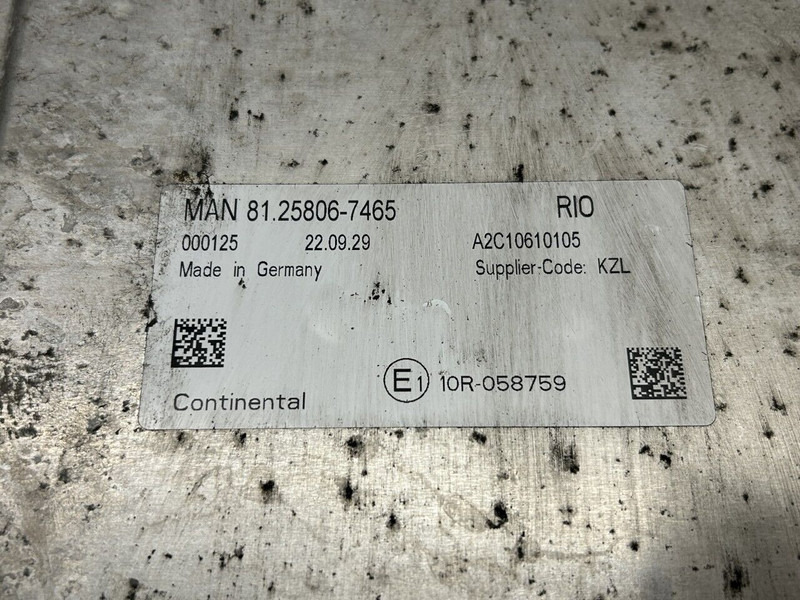 MAN 81.25806-7465 RIO
000125 22.09.29 A2C10610105
Made in Germany Supplier-Code: KZL
Continental E1 10R-058759